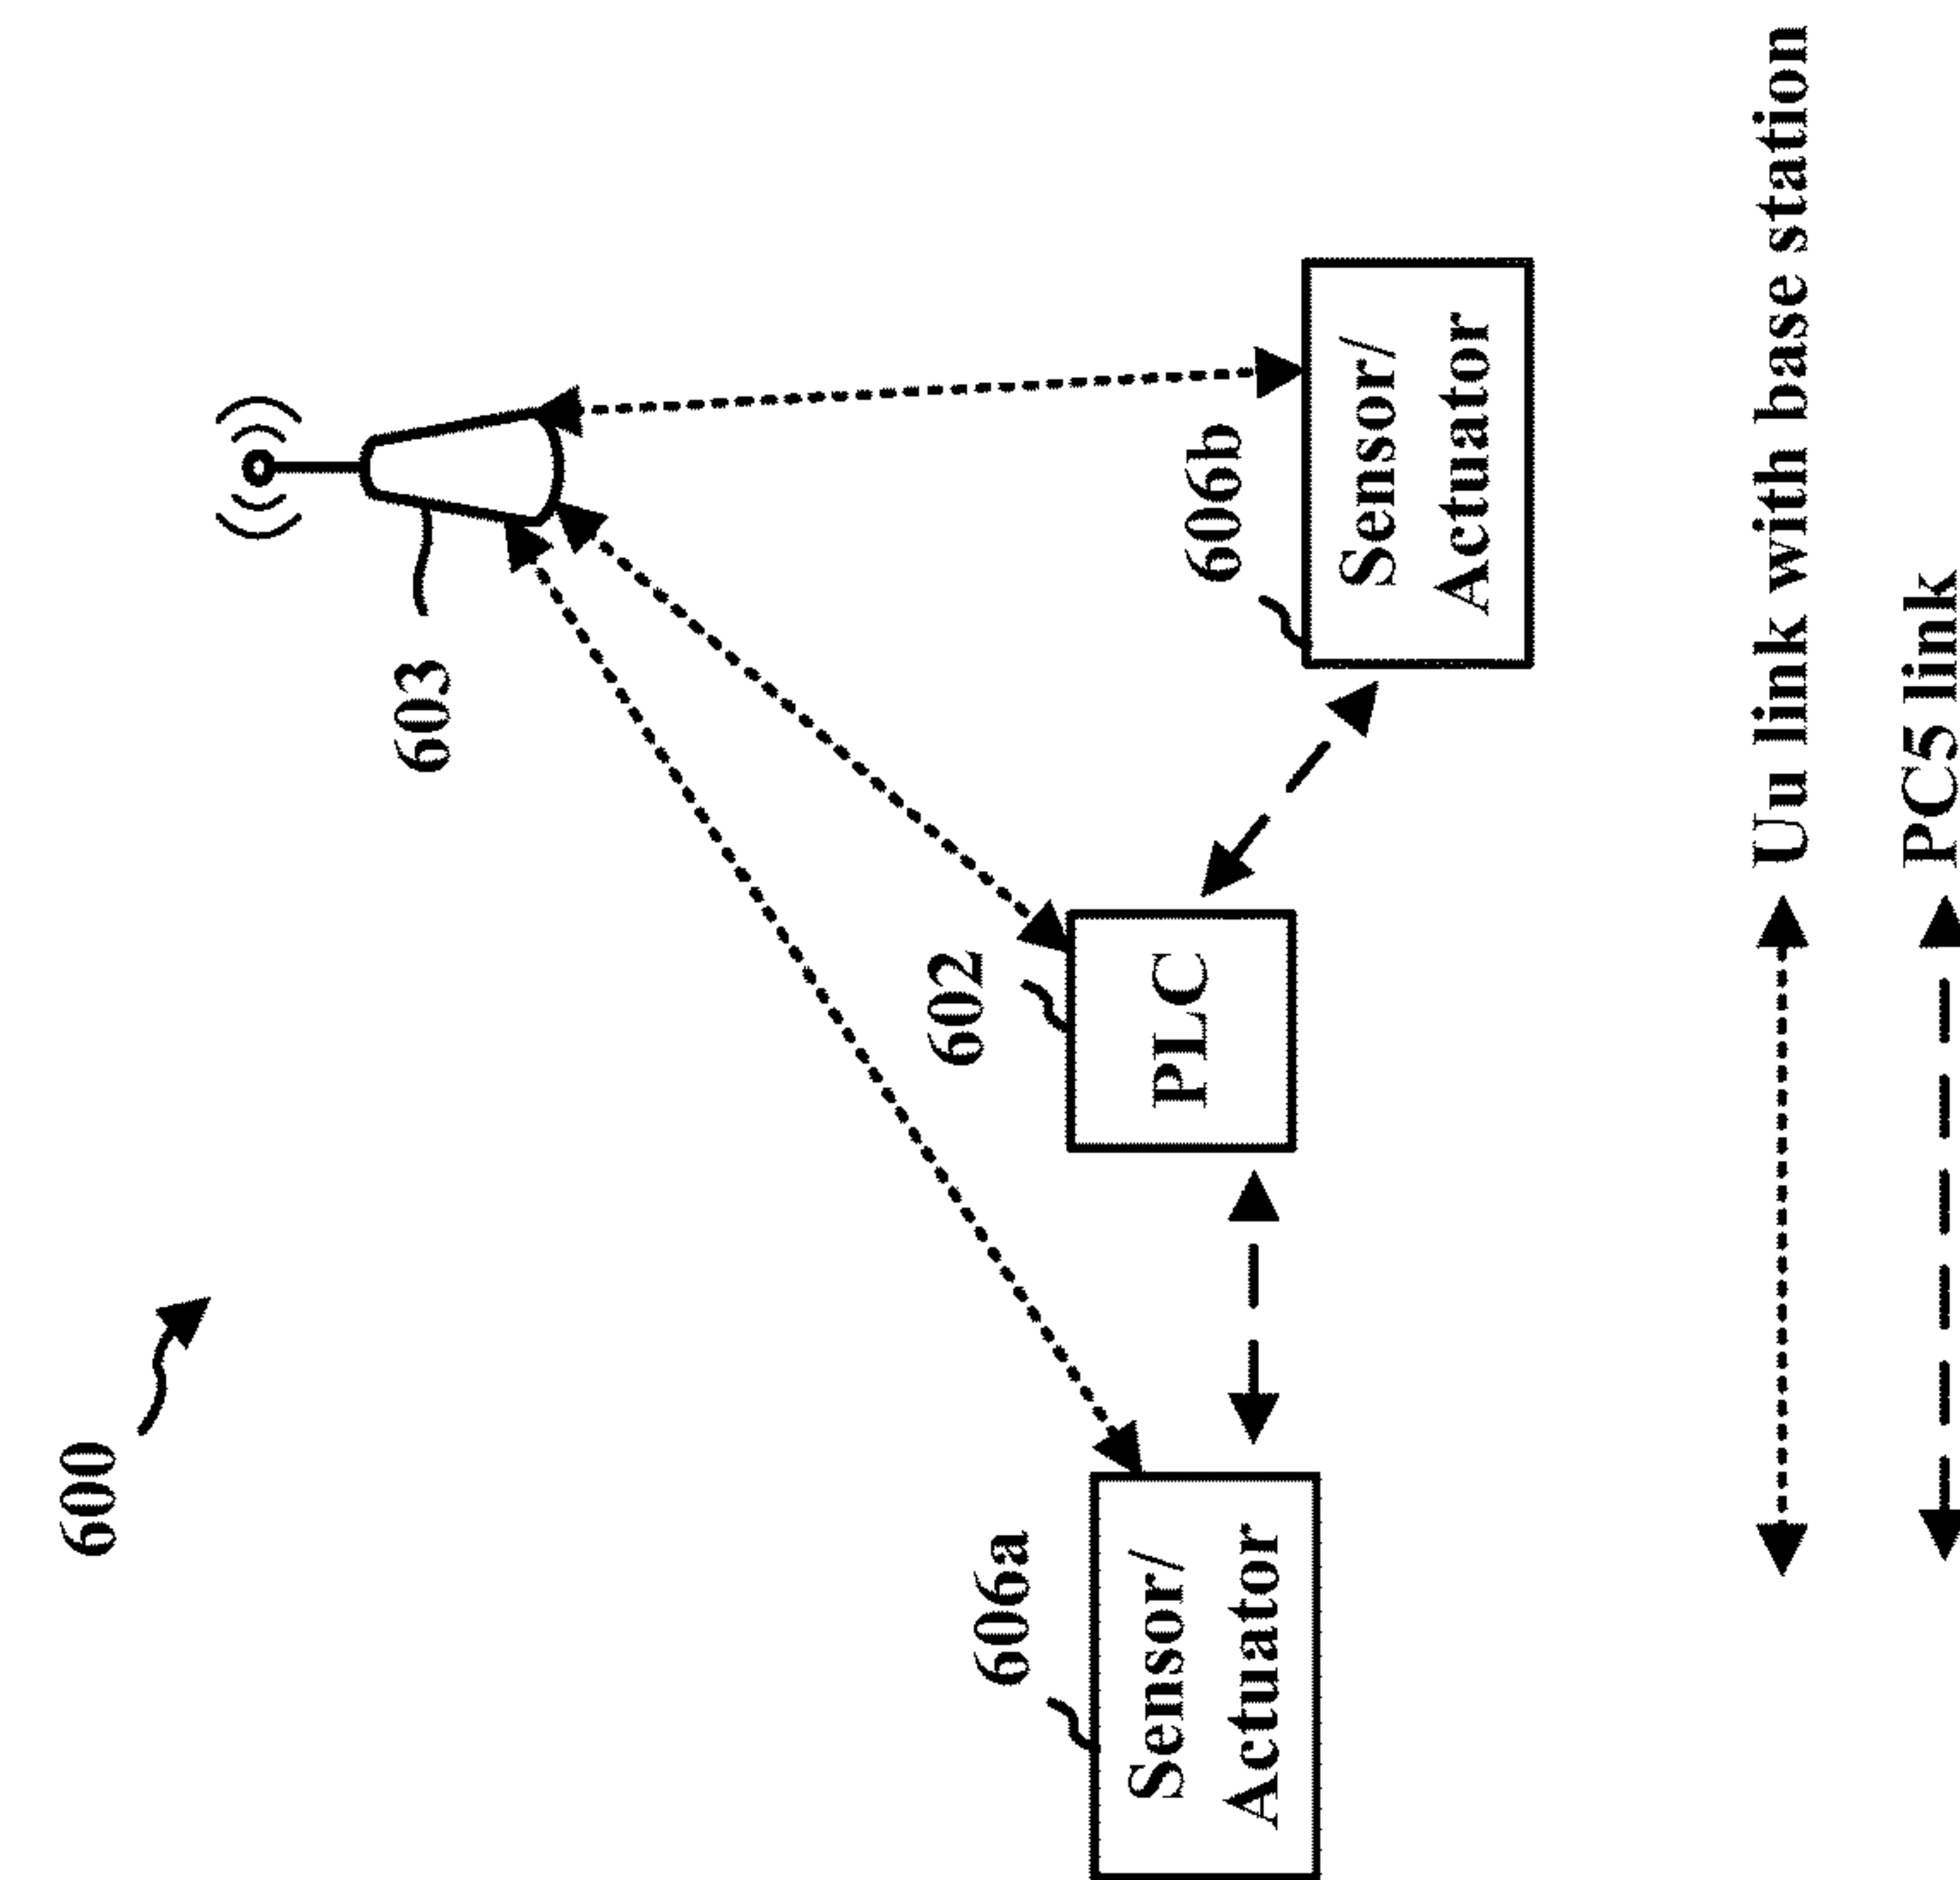 600
603
602
PLC
606a
Sensor/
Actuator
606b
Sensor/
Actuator
Uu link with base station
PC5 link